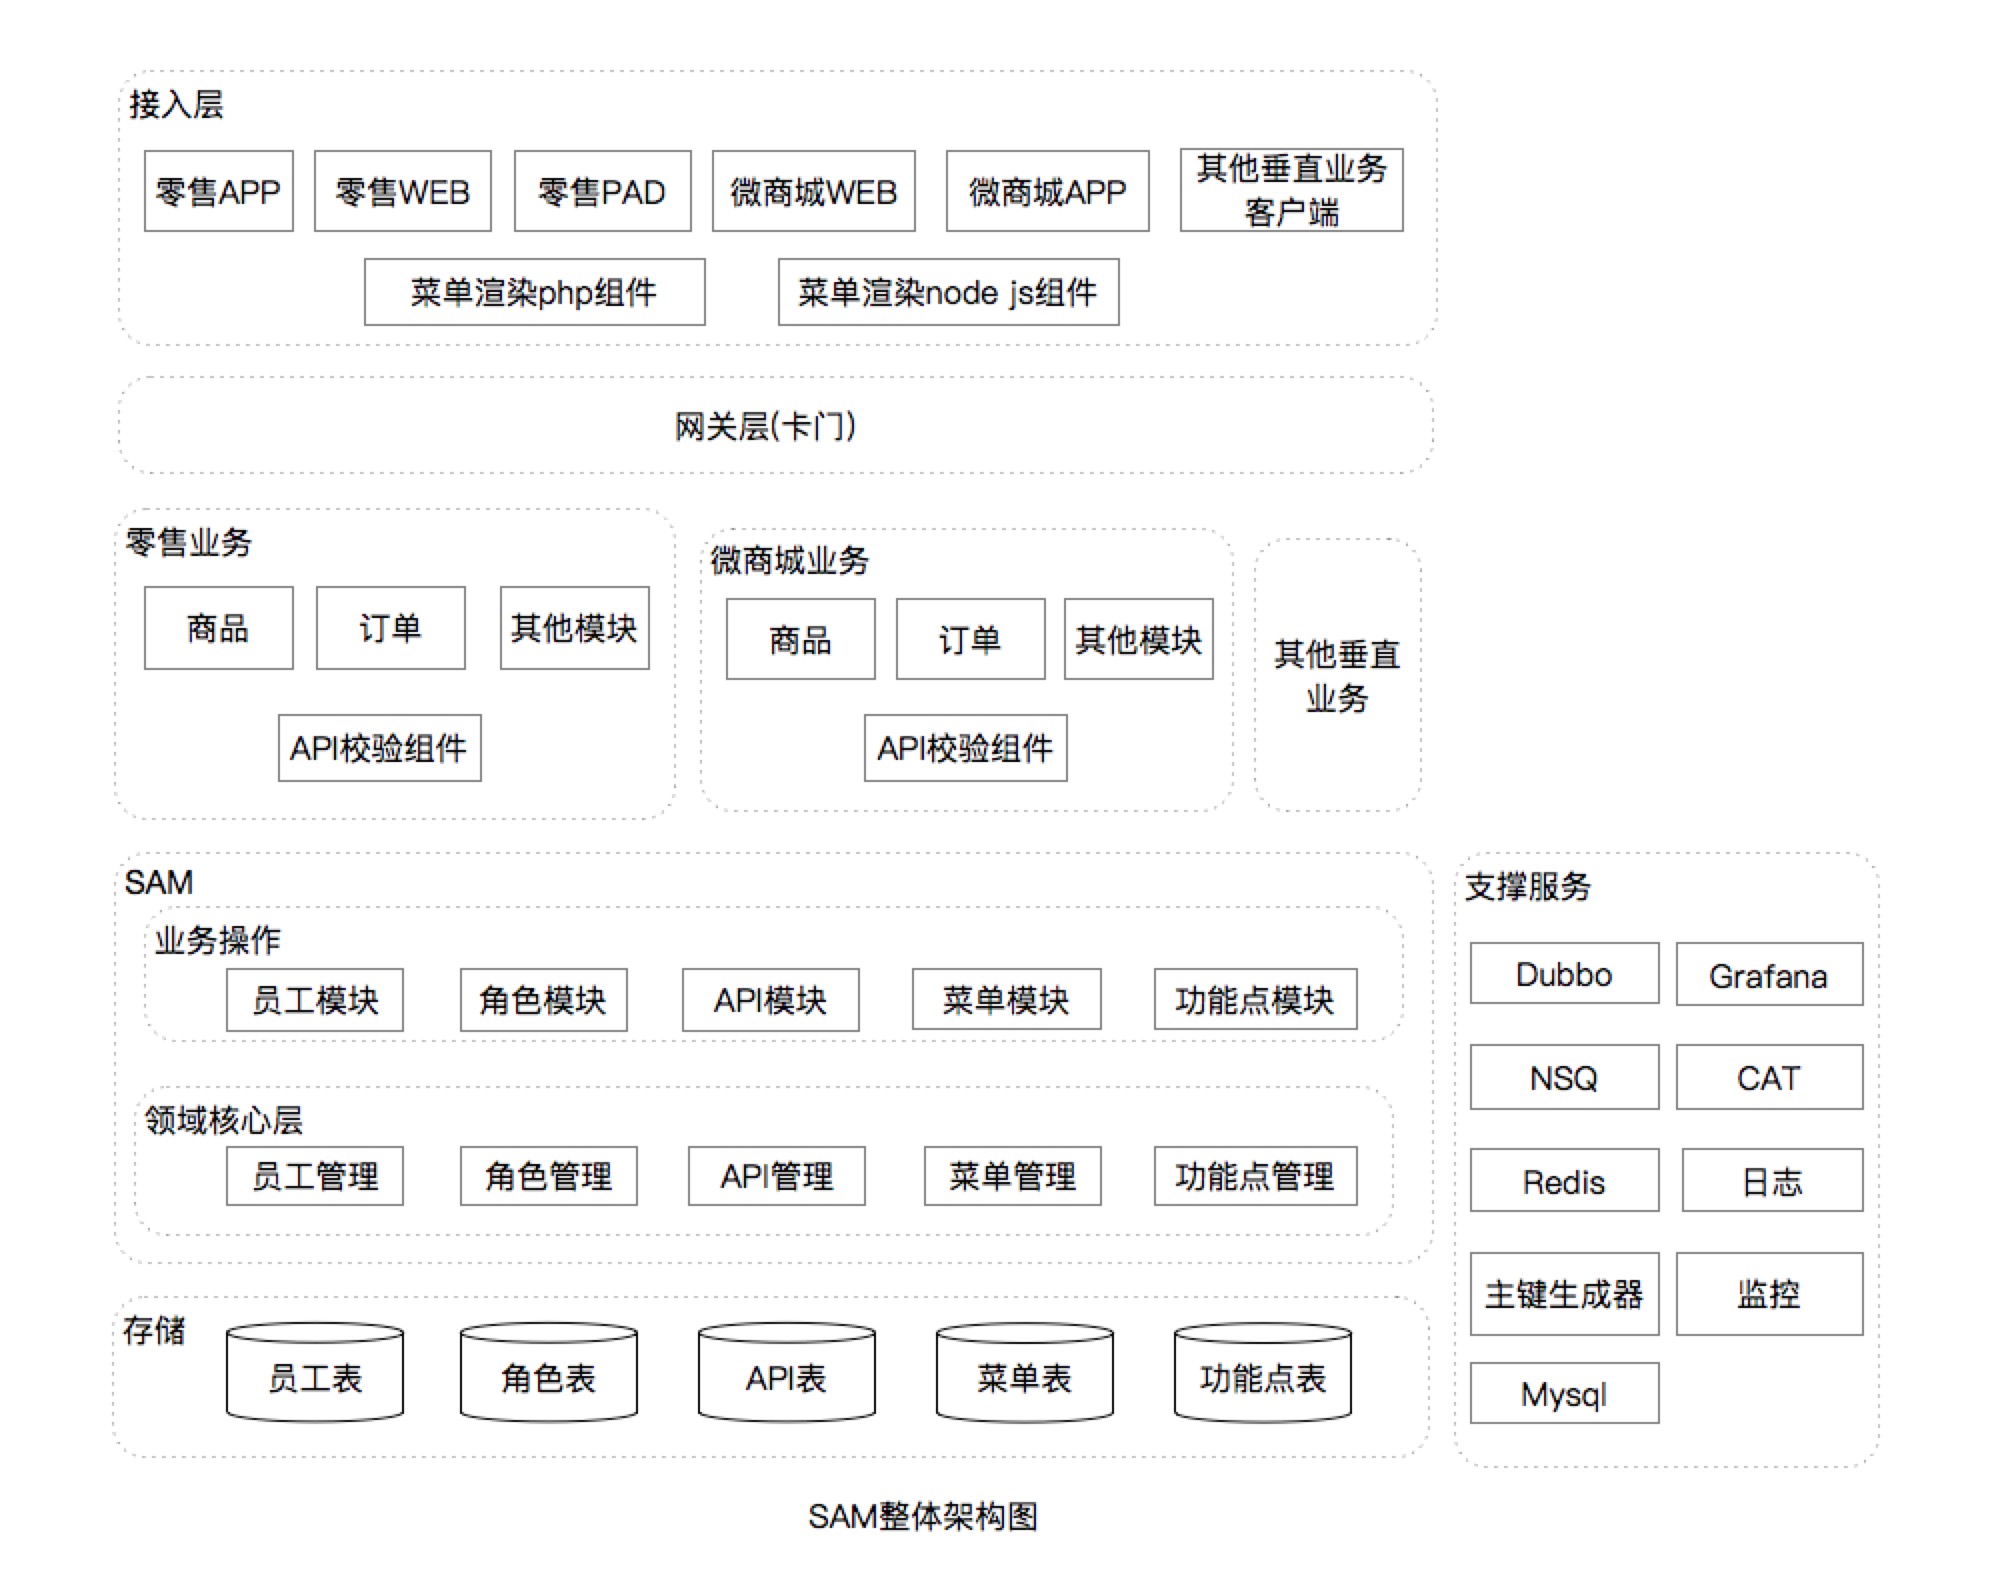 接入层
零售APP
零售WEB
零售PAD
微商城WEB
微商城APP
其他垂直业务
客户端
菜单渲染php组件
菜单渲染node js组件
网关层(卡门)
零售业务
商品
订单
其他模块
API校验组件
微商城业务
商品
订单
其他模块
API校验组件
其他垂直
业务
SAM
业务操作
员工模块
角色模块
API模块
菜单模块
功能点模块
领域核心层
员工管理
角色管理
API管理
菜单管理
功能点管理
存储
员工表
角色表
API表
菜单表
功能点表
支撑服务
Dubbo
Grafana
NSQ
CAT
Redis
日志
主键生成器
监控
Mysql
SAM整体架构图